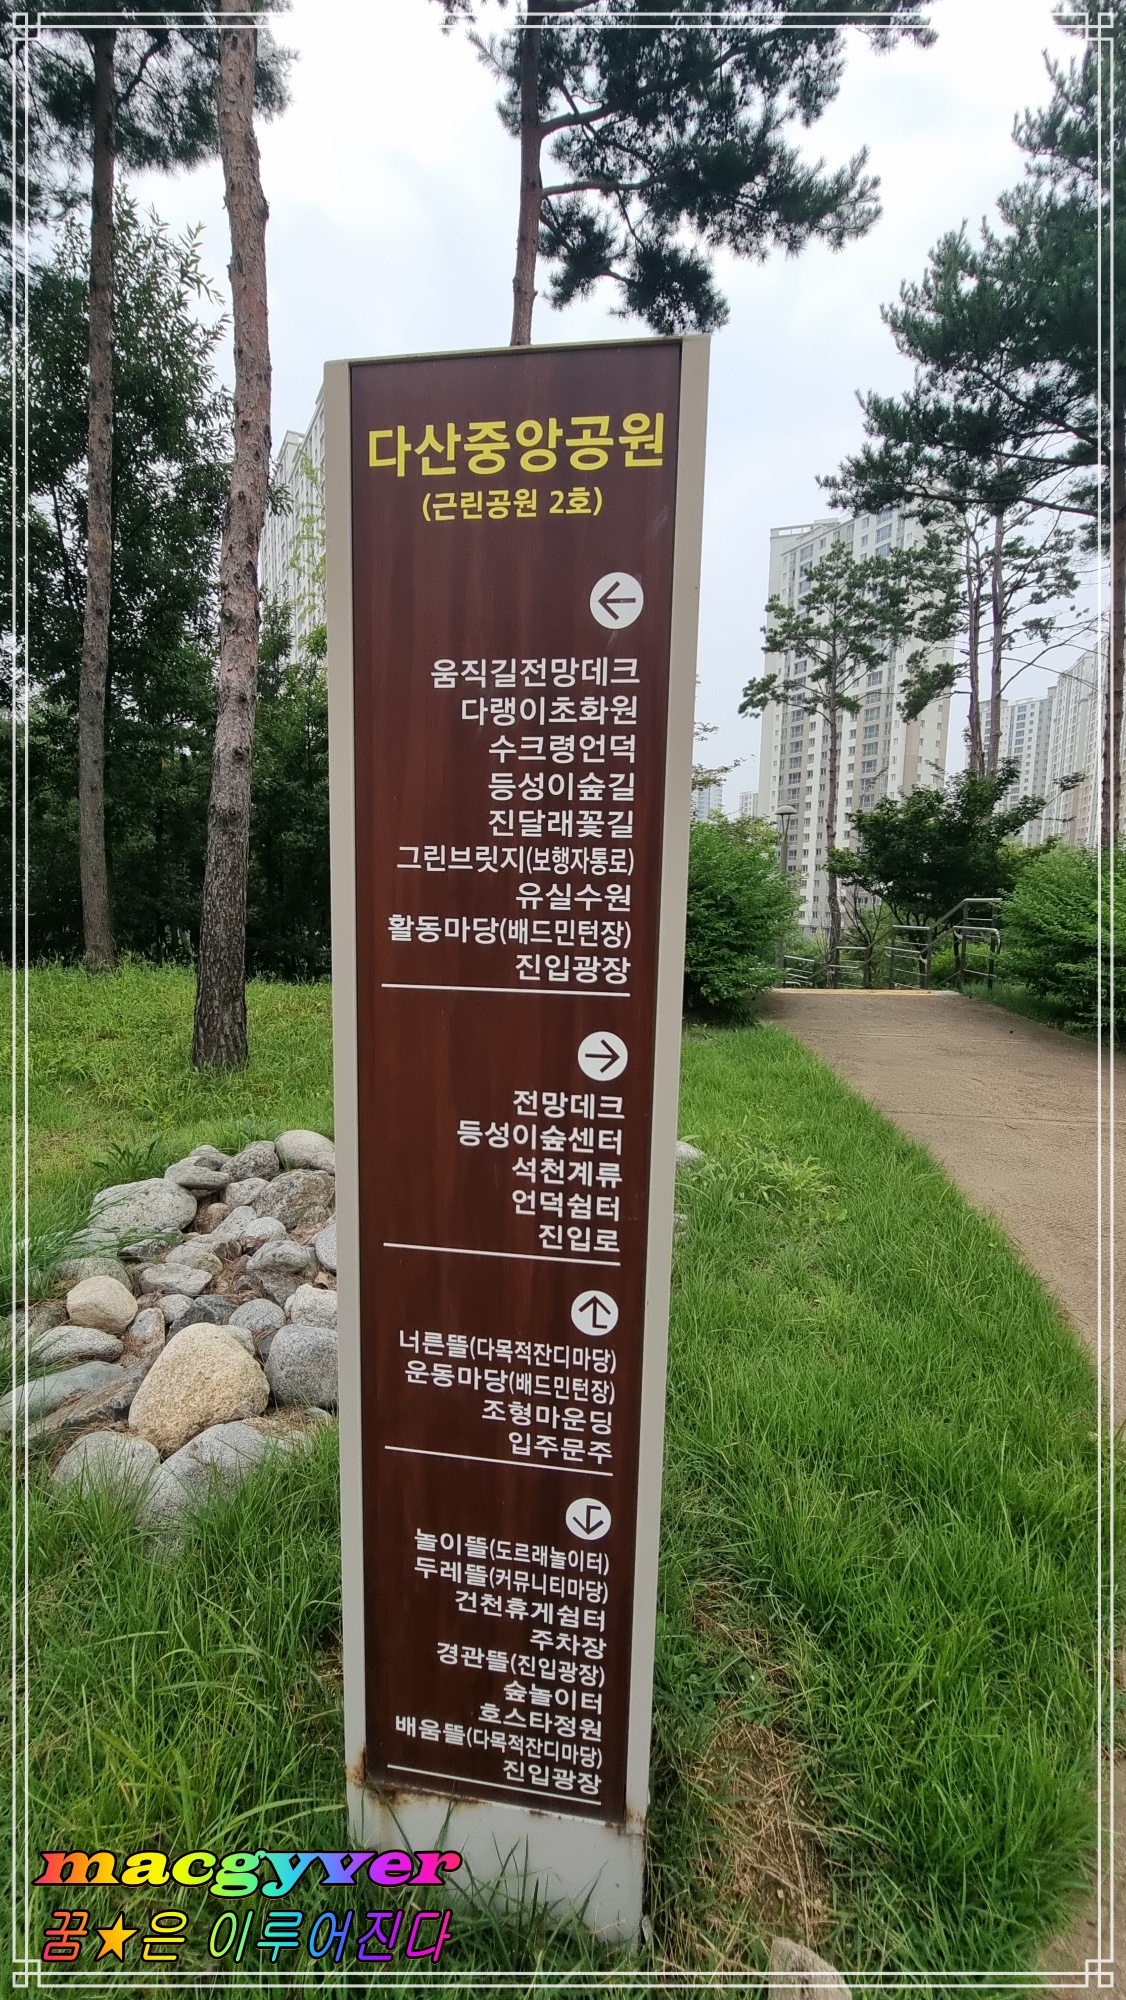 다산중앙공원
(근린공원 2호)
움직길전망데크
다랭이초화원
수크령언덕
등성이숲길
진달래꽃길
그린브릿지(보행자통로)
유실수원
활동마당(배드민턴장)
진입광장
전망데크
등성이숲센터
석천계류
언덕쉼터
진입로
너른뜰(다목적잔디마당)
운동마당(배드민턴장)
조형마운딩
입주문주
놀이뜰(도르래놀이터)
두레뜰(커뮤니티마당)
건천휴게쉼터
주차장
경관뜰(진입광장)
숲놀이터
호스타정원
배움뜰(다목적잔디마당)
진입광장
macgyver
꿈★은 이루어진다